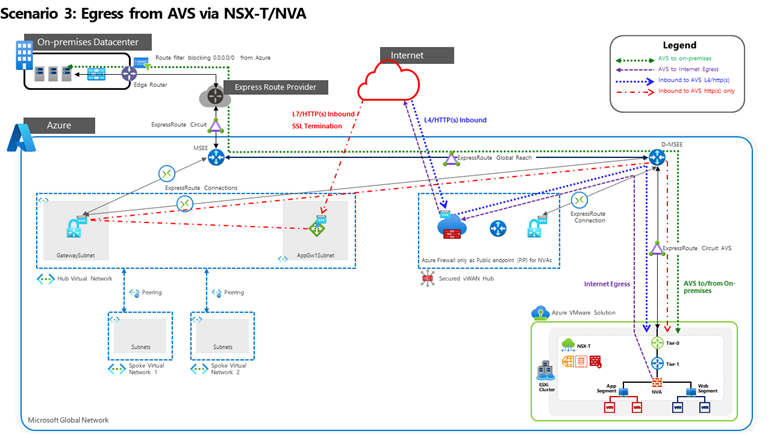 Scenario 3: Egress from AVS via NSX-T/NVA
On-premises Datacenter
Route filter blocking 0.0.0.0/0 from Azure
Edge Router
Express Route Provider
Internet
Legend
AVS to on-premises
AVS to Internet Egress
Inbound to AVS L4/http(s)
Inbound to AVS http(s) only
L7/HTTP(s) Inbound
SSL Termination
L4/HTTP(s) Inbound
ExpressRoute Circuit
Azure
MSEE
ExpressRoute Global Reach
D-MSEE
ExpressRoute Connections
ExpressRoute
Connection
GatewaySubnet
AppGw1Subnet
Azure Firewall only as Public endpoint (PIP) for NVAs
ExpressRoute Circuit AVS
Hub Virtual Network
Secured vWAN Hub
Internet Egress
AVS to/from On-
premises
Peering
Peering
Azure VMware Solution
Subnets
Subnets
NSX-T
Tier-0
Tier-1
ESXi
Cluster
App
Segment
NVA
Web
Segment
Spoke Virtual
Network 1
Spoke Virtual
Network 2
Microsoft Global Network